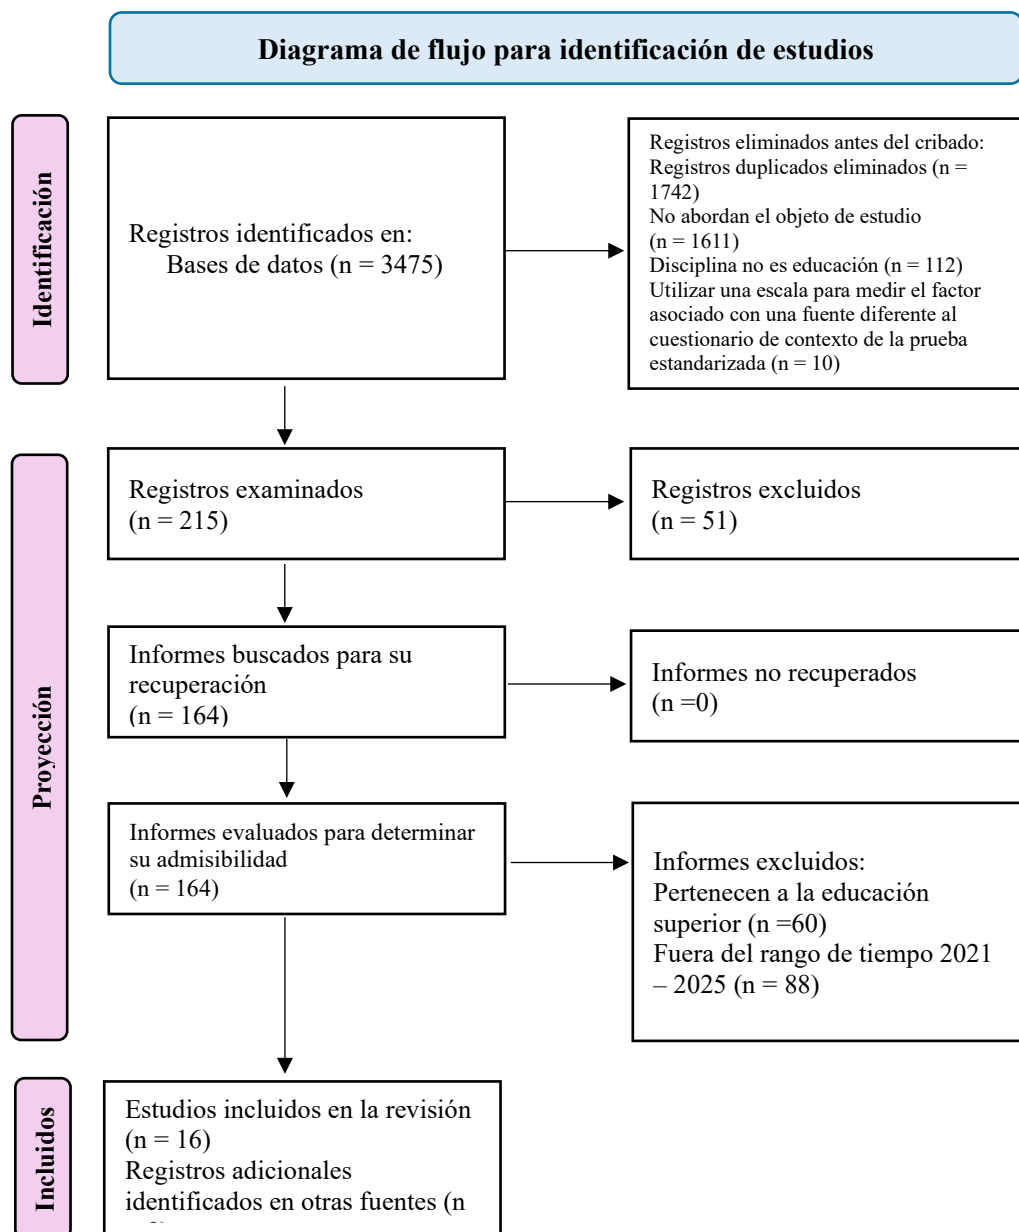 Diagrama de flujo para identificación de estudios
Identificación
Registros identificados en:
Bases de datos (n = 3475)
Registros eliminados antes del cribado:
Registros duplicados eliminados (n =
1742)
No abordan el objeto de estudio
(n = 1611)
Disciplina no es educación (n = 112)
Utilizar una escala para medir el factor
asociado con una fuente diferente al
cuestionario de contexto de la prueba
estandarizada (n = 10)
Proyección
Registros examinados
(n = 215)
Registros excluidos
(n = 51)
Informes buscados para su
recuperación
(n = 164)
Informes no recuperados
(n =0)
Informes evaluados para determinar
su admisibilidad
(n = 164)
Informes excluidos:
Pertenecen a la educación
superior (n =60)
Fuera del rango de tiempo 2021
– 2025 (n = 88)
Incluidos
Estudios incluidos en la revisión
(n = 16)
Registros adicionales
identificados en otras fuentes (n